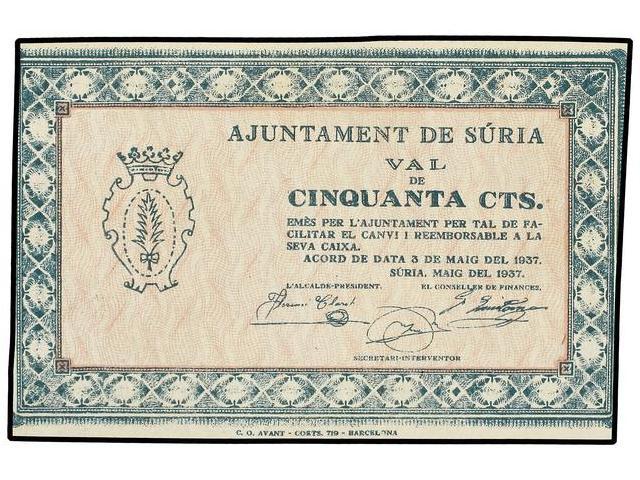 AJUNTAMENT DE SÚRIA
VAL
DE
CINQUANTA CTS.
EMÈS PER L'AJUNTAMENT PER TAL DE FA-
CILITAR EL CANVI I REEMBORSABLE A LA
SEVA CAIXA.
ACORD DE DATA 3 DE MAIG DEL 1937.
SÚRIA, MAIG DEL 1937.
L'ALCALDE-PRESIDENT. EL CONSELLER DE FINANCES,
SECRETARI-INTERVENTOR
C. O. AVANT - CORTS, 719 - BARCELONA